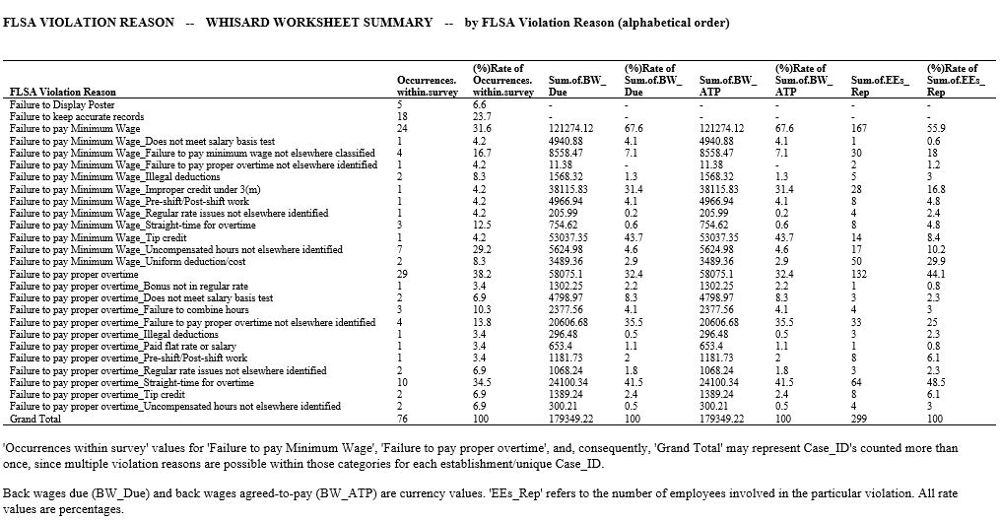 FLSA VIOLATION REASON -- WHISARD WORKSHEET SUMMARY -- by FLSA Violation Reason (alphabetical order)
FLSA Violation Reason Occurrences.within.survey (%)Rate of Occurrences.within.survey Sum.of.BW_Due (%)Rate of Sum.of.BW_Due Sum.of.BW_ATP (%)Rate of Sum.of.BW_ATP Sum.of.EEs_Rep (%)Rate of Sum.of.EEs_Rep
Failure to Display Poster 5 6.6 - - - - - -
Failure to keep accurate records 18 23.7 - - - - - -
Failure to pay Minimum Wage 24 31.6 121274.12 67.6 121274.12 67.6 167 55.9
Failure to pay Minimum Wage_Does not meet salary basis test 1 4.2 4940.88 4.1 4940.88 4.1 1 0.6
Failure to pay Minimum Wage_Failure to pay minimum wage not elsewhere classified 4 16.7 8558.47 7.1 8558.47 7.1 30 18
Failure to pay Minimum Wage_Failure to pay proper overtime not elsewhere identified 1 4.2 11.38 - 11.38 - 2 1.2
Failure to pay Minimum Wage_Illegal deductions 2 8.3 1568.32 1.3 1568.32 1.3 5 3
Failure to pay Minimum Wage_Improper credit under 3(m) 1 4.2 38115.83 31.4 38115.83 31.4 28 16.8
Failure to pay Minimum Wage_Pre-shift/Post-shift work 1 4.2 4966.94 4.1 4966.94 4.1 8 4.8
Failure to pay Minimum Wage_Regular rate issues not elsewhere identified 1 4.2 205.99 0.2 205.99 0.2 4 2.4
Failure to pay Minimum Wage_Straight-time for overtime 3 12.5 754.62 0.6 754.62 0.6 8 4.8
Failure to pay Minimum Wage_Tip credit 1 4.2 53037.35 43.7 53037.35 43.7 14 8.4
Failure to pay Minimum Wage_Uncompensated hours not elsewhere identified 7 29.2 5624.98 4.6 5624.98 4.6 17 10.2
Failure to pay Minimum Wage_Uniform deduction/cost 2 8.3 3489.36 2.9 3489.36 2.9 50 29.9
Failure to pay proper overtime 29 38.2 58075.1 32.4 58075.1 32.4 132 44.1
Failure to pay proper overtime_Bonus not in regular rate 1 3.4 1302.25 2.2 1302.25 2.2 1 0.8
Failure to pay proper overtime_Does not meet salary basis test 2 6.9 4798.97 8.3 4798.97 8.3 3 2.3
Failure to pay proper overtime_Failure to combine hours 3 10.3 2377.56 4.1 2377.56 4.1 4 3
Failure to pay proper overtime_Failure to pay proper overtime not elsewhere identified 4 13.8 20606.68 35.5 20606.68 35.5 33 25
Failure to pay proper overtime_Illegal deductions 1 3.4 296.48 0.5 296.48 0.5 3 2.3
Failure to pay proper overtime_Paid flat rate or salary 1 3.4 653.4 1.1 653.4 1.1 1 0.8
Failure to pay proper overtime_Pre-shift/Post-shift work 1 3.4 1181.73 2 1181.73 2 8 6.1
Failure to pay proper overtime_Regular rate issues not elsewhere identified 2 6.9 1068.24 1.8 1068.24 1.8 3 2.3
Failure to pay proper overtime_Straight-time for overtime 10 34.5 24100.34 41.5 24100.34 41.5 64 48.5
Failure to pay proper overtime_Tip credit 2 6.9 1389.24 2.4 1389.24 2.4 8 6.1
Failure to pay proper overtime_Uncompensated hours not elsewhere identified 2 6.9 300.21 0.5 300.21 0.5 4 3
Grand Total 76 100 179349.22 100 179349.22 100 299 100
'Occurrences within survey' values for 'Failure to pay Minimum Wage', 'Failure to pay proper overtime', and, consequently, 'Grand Total' may represent Case_ID's counted more than
once, since multiple violation reasons are possible within those categories for each establishment/unique Case_ID.
Back wages due (BW_Due) and back wages agreed-to-pay (BW_ATP) are currency values. 'EEs_Rep' refers to the number of employees involved in the particular violation. All rate
values are percentages.